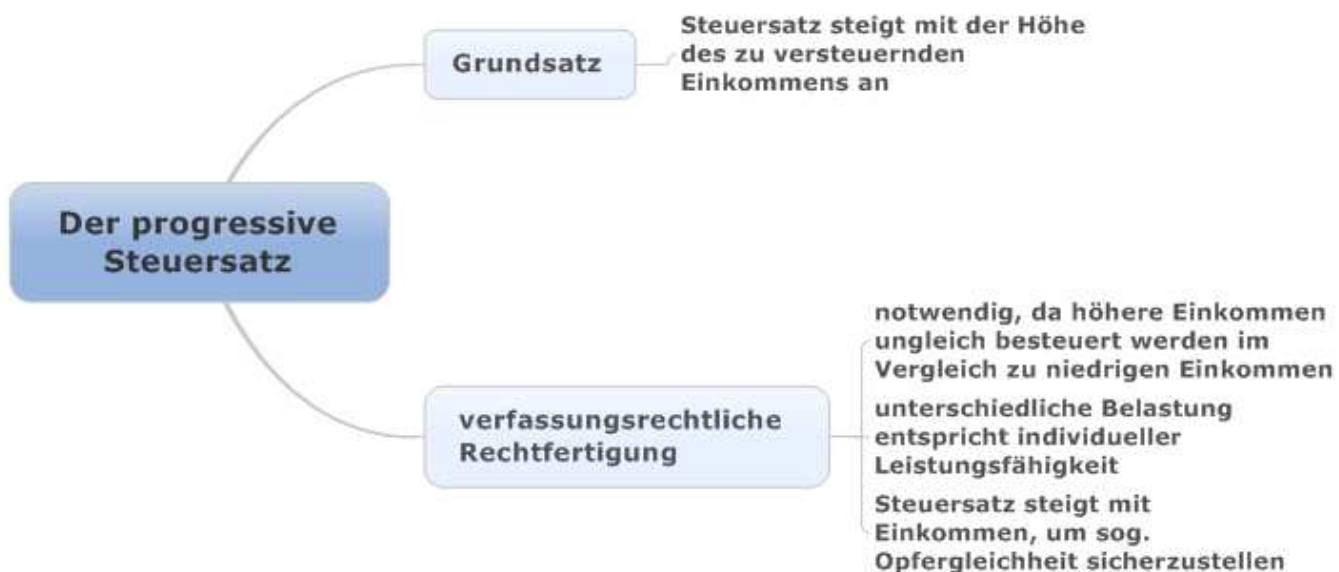 Der progressive
Steuersatz
Grundsatz
Steuersatz steigt mit der Höhe
des zu versteuernden
Einkommens an
verfassungsrechtliche
Rechtfertigung
notwendig, da höhere Einkommen
ungleich besteuert werden im
Vergleich zu niedrigen Einkommen
unterschiedliche Belastung
entspricht individueller
Leistungsfähigkeit
Steuersatz steigt mit
Einkommen, um sog.
Opfergleichheit sicherzustellen